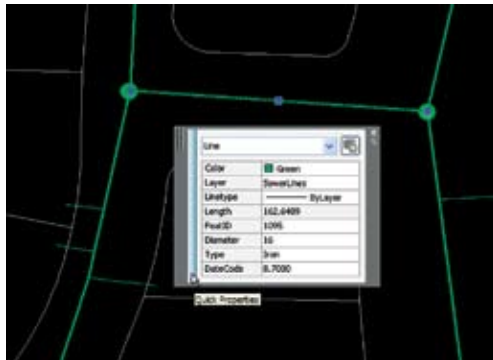 Line
Color Green
Layer SewerLines
Linetype ByLayer
Length 162.6489
FeatID 1095
Diameter 16
Type Iron
DateCode 8.7000
Quick Properties